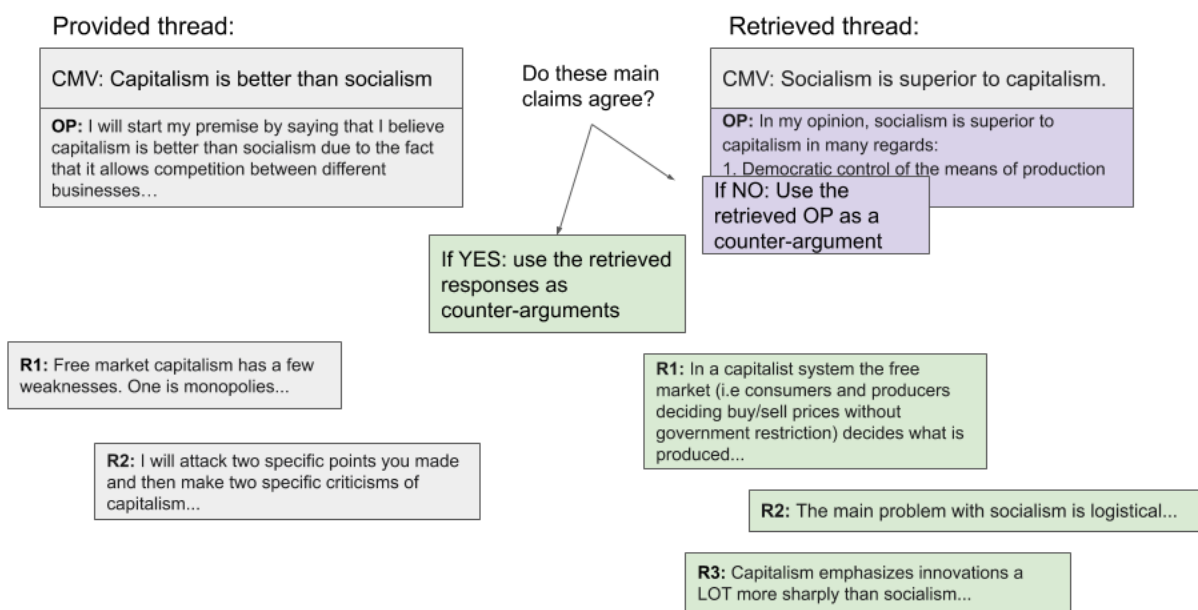 Provided thread:
CMV: Capitalism is better than socialism
OP: I will start my premise by saying that I believe
capitalism is better than socialism due to the fact
that it allows competition between different
businesses…
Do these main
claims agree?
Retrieved thread:
CMV: Socialism is superior to capitalism.
OP: In my opinion, socialism is superior to
capitalism in many regards:
1. Democratic control of the means of production
If NO: Use the
retrieved OP as a
counter-argument
If YES: use the retrieved
responses as
counter-arguments
R1: Free market capitalism has a few
weaknesses. One is monopolies...
R2: I will attack two specific points you made
and then make two specific criticisms of
capitalism...
R1: In a capitalist system the free
market (i.e consumers and producers
deciding buy/sell prices without
government restriction) decides what is
produced...
R2: The main problem with socialism is logistical...
R3: Capitalism emphasizes innovations a
LOT more sharply than socialism...